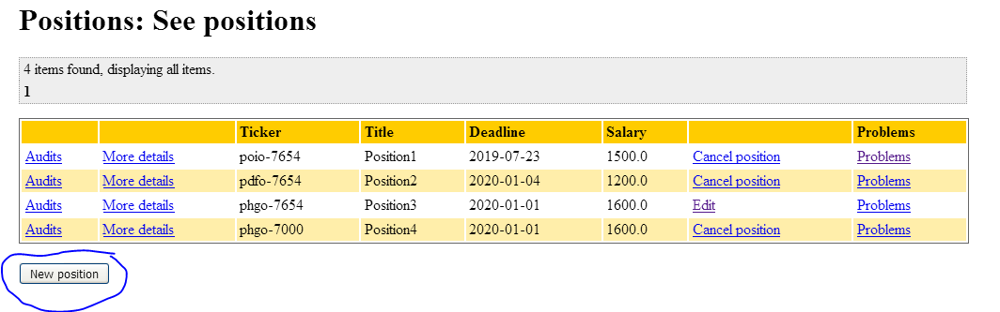 Positions: See positions
4 items found, displaying all items.
1
Ticker Title Deadline Salary Problems
Audits More details poio-7654 Position1 2019-07-23 1500.0 Cancel position Problems
Audits More details pdfo-7654 Position2 2020-01-04 1200.0 Cancel position Problems
Audits More details phgo-7654 Position3 2020-01-01 1600.0 Edit Problems
Audits More details phgo-7000 Position4 2020-01-01 1600.0 Cancel position Problems
New position